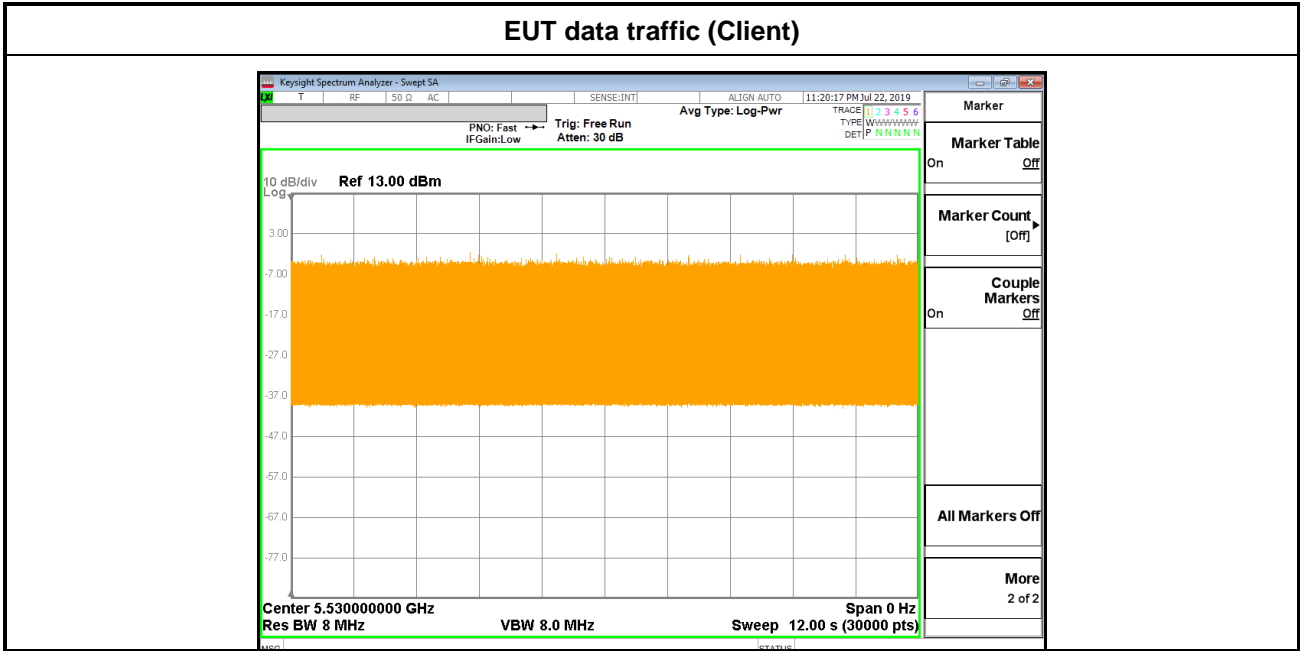 EUT data traffic (Client)
Keysight Spectrum Analyzer - Swept SA
LXI T RF 50 Ω AC SENSE:INT ALIGN AUTO 11:20:17 PM Jul 22, 2019
Avg Type: Log-Pwr
TRACE 1 2 3 4 5 6
TYPE WWWWWW
DET P N N N N N
PNO: Fast
IFGain:Low
Trig: Free Run
Atten: 30 dB
10 dB/div Ref 13.00 dBm
Log
3.00
-7.00
-17.0
-27.0
-37.0
-47.0
-57.0
-67.0
-77.0
Center 5.530000000 GHz Span 0 Hz
Res BW 8 MHz VBW 8.0 MHz Sweep 12.00 s (30000 pts)
MSG STATUS
Marker
Marker Table
On Off
Marker Count
[Off]
Couple
Markers
On Off
All Markers Off
More
2 of 2